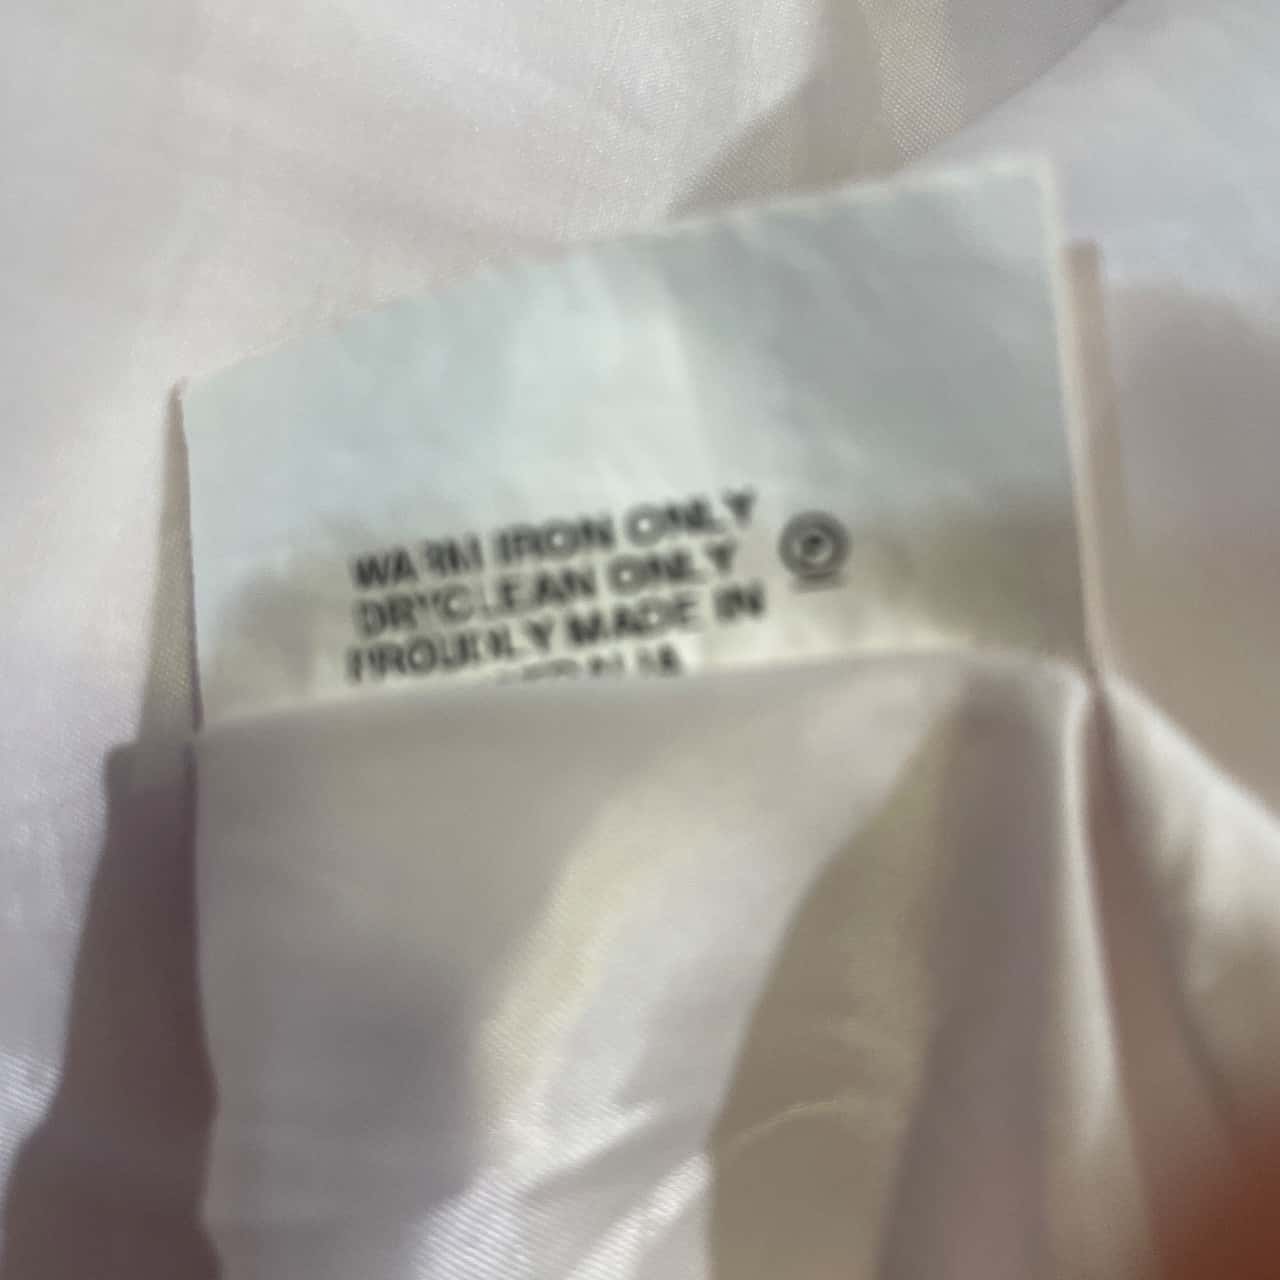 WARM IRON ONLY
DRYCLEAN ONLY
PROUDLY MADE IN
P